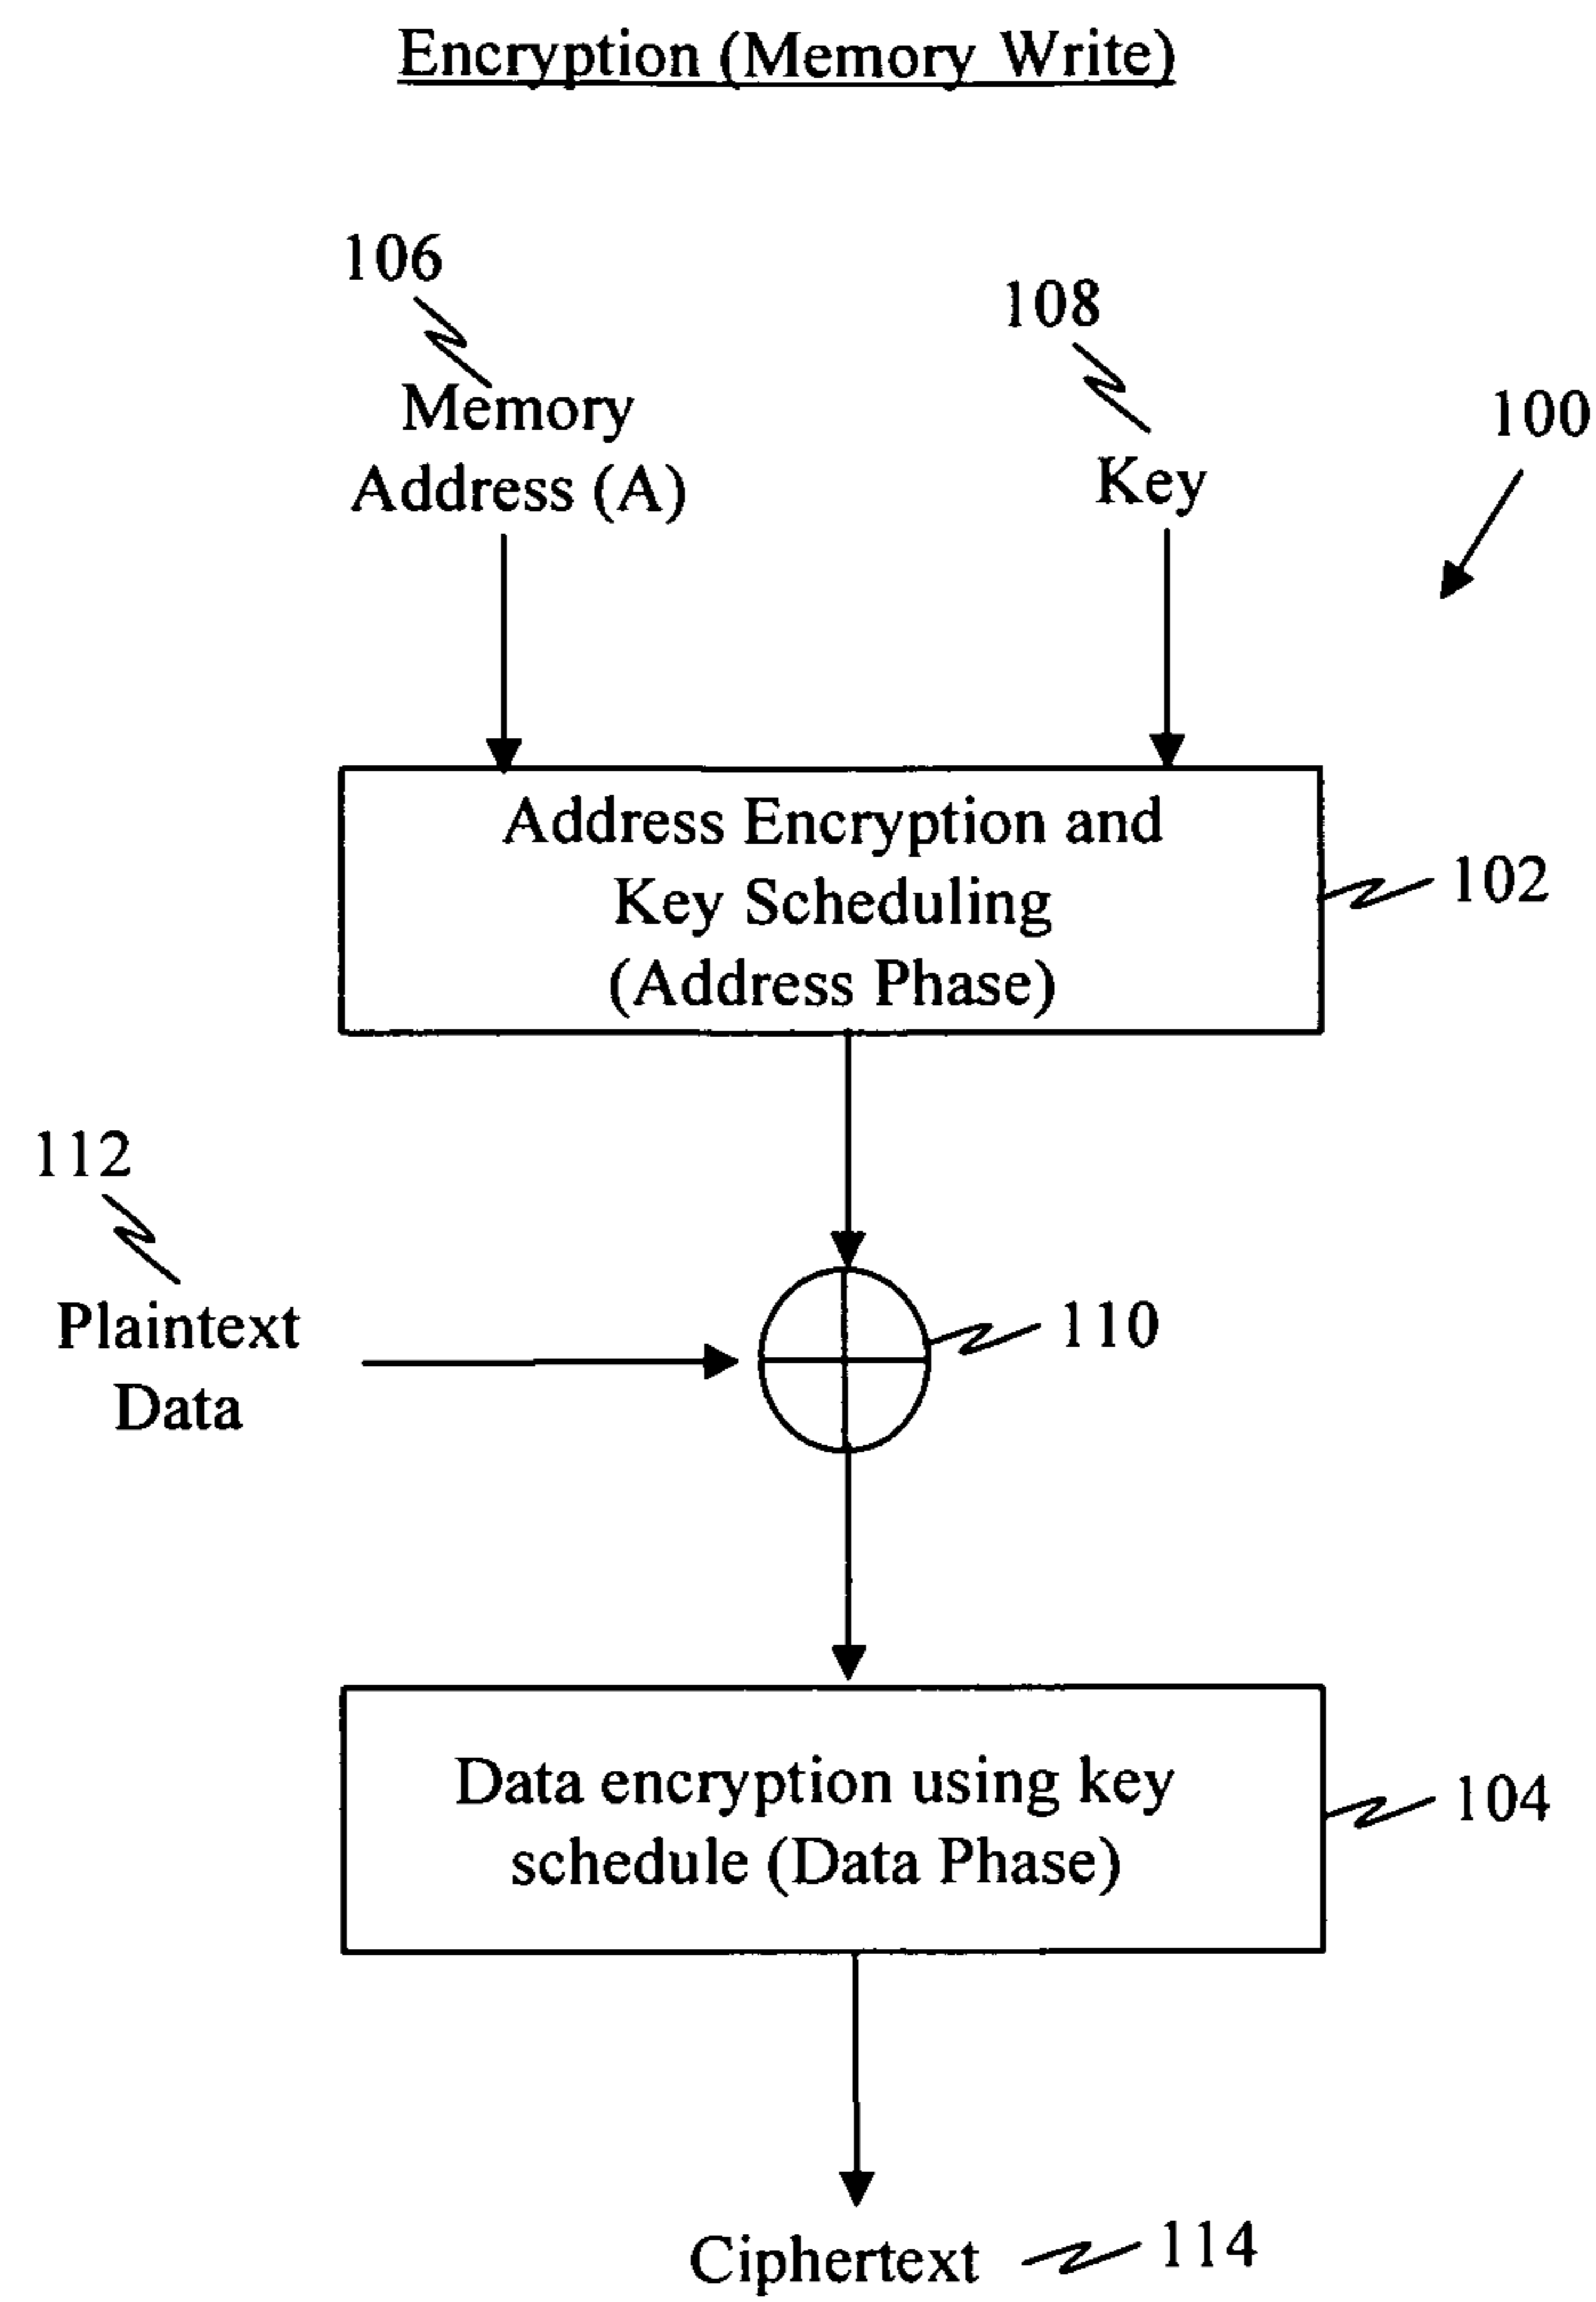 Encryption (Memory Write)
106
108
Memory
Address (A)
Key
100
Address Encryption and
Key Scheduling
(Address Phase)
102
112
Plaintext
Data
110
Data encryption using key
schedule (Data Phase)
104
Ciphertext
114